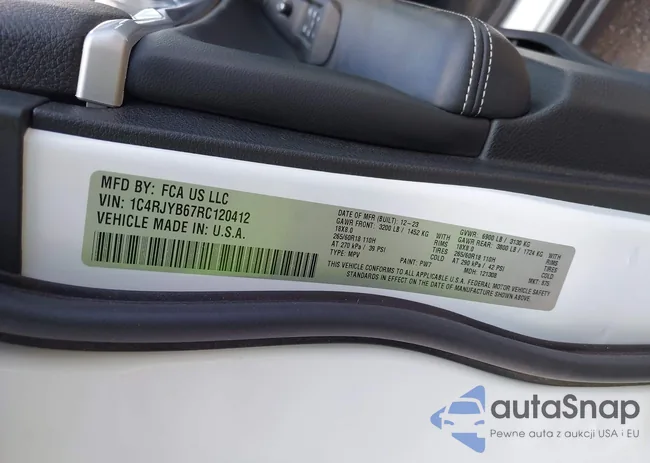 MFD BY: FCA US LLC
VIN: 1C4RJYB67RC120412
VEHICLE MADE IN: U.S.A.
DATE OF MFR (BUILT): 12-23
GVWR: 6900 LB / 3130 KG
GAWR FRONT: 3200 LB / 1452 KG WITH TIRES
GAWR REAR: 3800 LB / 1724 KG WITH TIRES
18X8.0 RIMS
18X8.0 RIMS
265/60R18 110H
265/60R18 110H
AT 270 kPa / 39 PSI COLD
AT 290 kPa / 42 PSI COLD
TYPE: MPV
PAINT: PW7
MDH: 121308
MKT: 875
THIS VEHICLE CONFORMS TO ALL APPLICABLE U.S.A. FEDERAL MOTOR VEHICLE SAFETY
STANDARDS IN EFFECT ON THE DATE OF MANUFACTURE SHOWN ABOVE.
autaSnap
Pewne auta z aukcji USA i EU